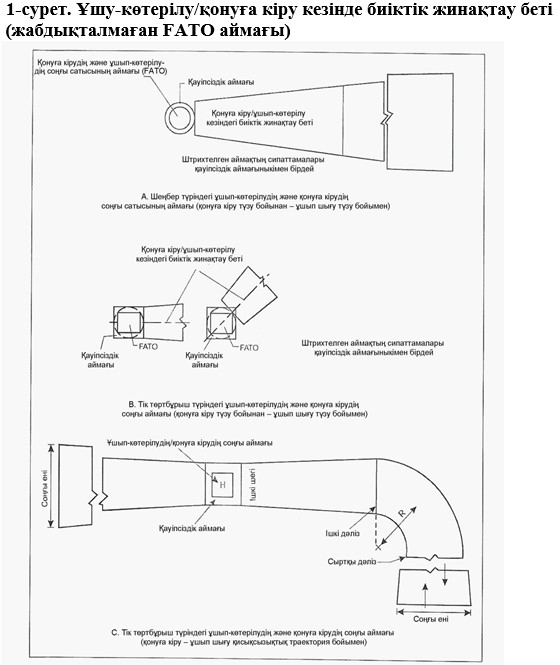 1-сурет. Ұшу-көтерілу/қонуға кіру кезінде биіктік жинақтау беті
(жабдықталмаған FATO аймағы)
Қонуға кірудің және ұшып-көтерілу-
дің соңғы сатысының аймағы (FATO)
Қауіпсіздік
аймағы
Қонуға кіру/ұшып-көтерілу
кезіндегі биіктік жинақтау беті
Штрихтелген аймақтың сипаттамалары
қауіпсіздік аймағыныкімен бірдей
A. Шеңбер түріндегі ұшып-көтерілудің және қонуға кірудің
соңғы сатысының аймағы (қонуға кіру түзу бойынан – ұшып шығу түзу бойымен)
Қонуға кіру/ұшып-көтерілу
кезіндегі биіктік жинақтау беті
FATO
Қауіпсіздік
аймағы
FATO
Қауіпсіздік
аймағы
Штрихтелген аймақтың сипаттамалары
қауіпсіздік аймағыныкімен бірдей
B. Тік төртбұрыш түріндегі ұшып-көтерілудің және қонуға кірудің
соңғы аймағы (қонуға кіру түзу бойынан – ұшып шығу түзу бойымен)
Ұшып-көтерілудің/қонуға кірудің соңғы аймағы
Соңғы ені
H
Ішкі шегі
Қауіпсіздік аймағы
Ішкі дәліз
R
Сыртқы дәліз
Соңғы ені
C. Тік төртбұрыш түріндегі ұшып-көтерілудің және қонуға кірудің соңғы аймағы
(қонуға кіру – ұшып шығу қисықсызықтық траектория бойымен)